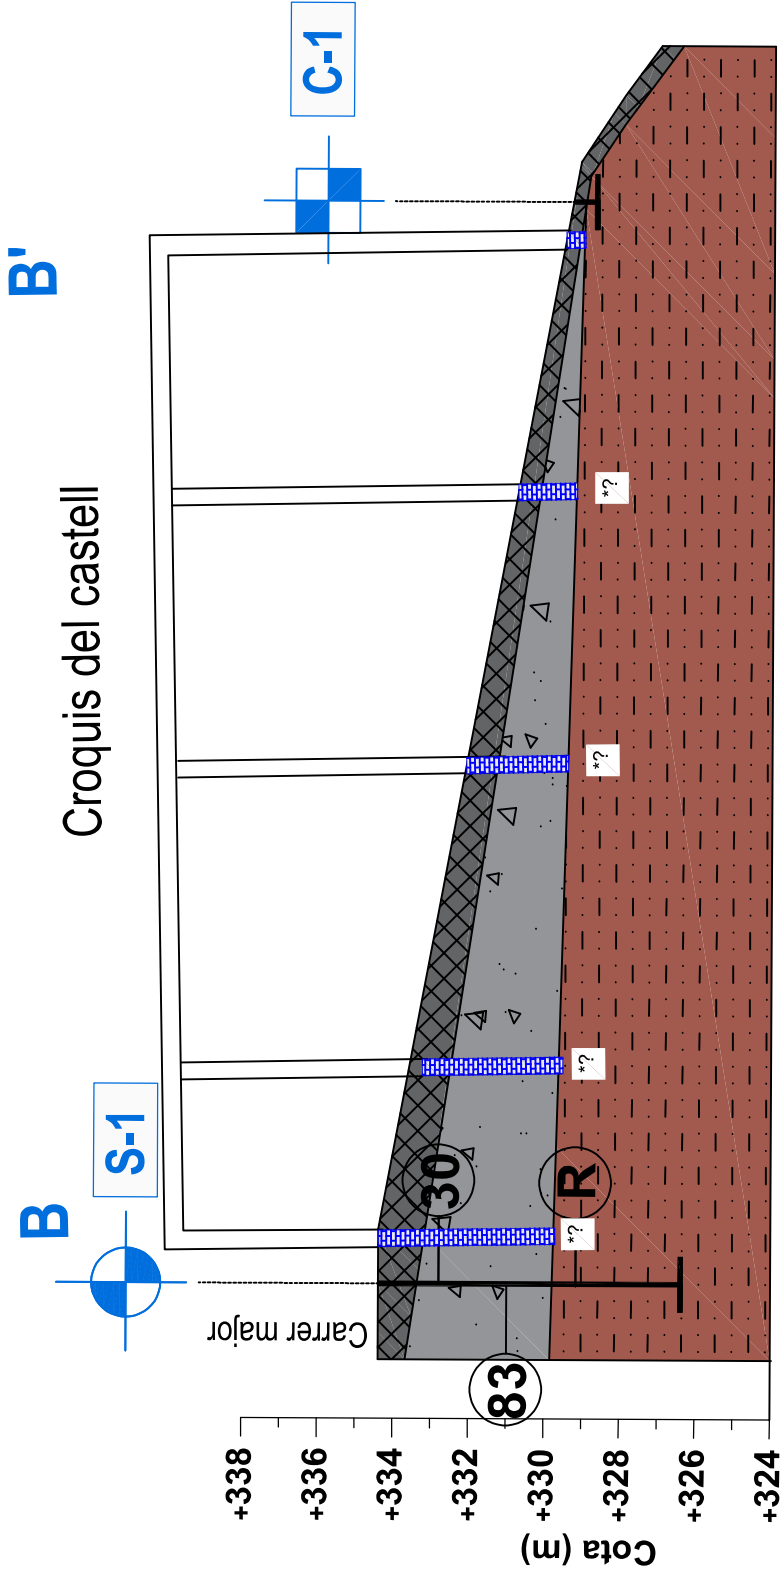 B
B'
Croquis del castell
S-1
C-1
Carrer major
30
83
R
*?
*?
*?
*?
Cota (m)
+338
+336
+334
+332
+330
+328
+326
+324